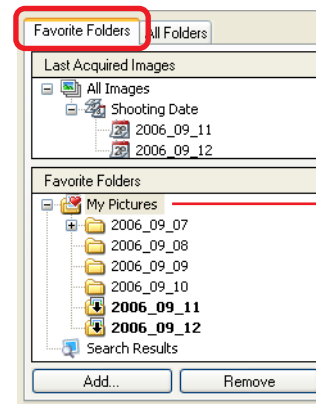 Favorite Folders All Folders
Last Acquired Images
All Images
Shooting Date
2006_09_11
2006_09_12
Favorite Folders
My Pictures
2006_09_07
2006_09_08
2006_09_09
2006_09_10
2006_09_11
2006_09_12
Search Results
Add... Remove